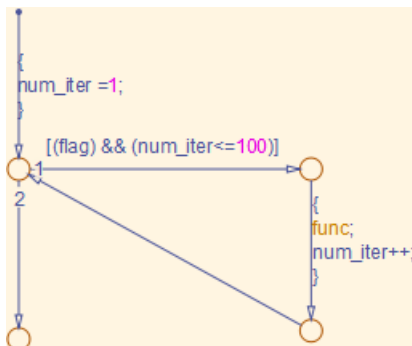 {
num_iter =1;
}
[(flag) && (num_iter<=100)]
1
2
{
func;
num_iter++;
}